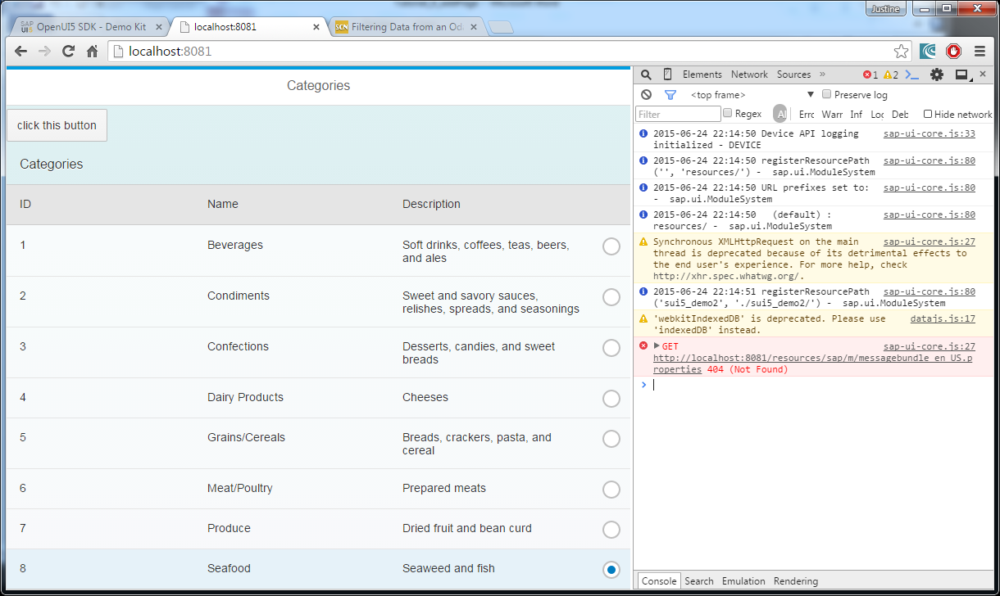 Justine
SAP UI5 OpenUI5 SDK - Demo Kit
localhost:8081
SCN Filtering Data from an Od
localhost:8081
Categories
click this button
Categories
ID Name Description
1 Beverages Soft drinks, coffees, teas, beers,
and ales
2 Condiments Sweet and savory sauces,
relishes, spreads, and seasonings
3 Confections Desserts, candies, and sweet
breads
4 Dairy Products Cheeses
5 Grains/Cereals Breads, crackers, pasta, and
cereal
6 Meat/Poultry Prepared meats
7 Produce Dried fruit and bean curd
8 Seafood Seaweed and fish
Elements Network Sources » 1 2
<top frame> Preserve log
Filter Regex Al Erro Warr Inf Log Deb Hide network
2015-06-24 22:14:50 Device API logging sap-ui-core.js:33
initialized - DEVICE
2015-06-24 22:14:50 registerResourcePath sap-ui-core.js:80
('', 'resources/') - sap.ui.ModuleSystem
2015-06-24 22:14:50 URL prefixes set to: sap-ui-core.js:80
- sap.ui.ModuleSystem
2015-06-24 22:14:50 (default) : sap-ui-core.js:80
resources/ - sap.ui.ModuleSystem
Synchronous XMLHttpRequest on the main sap-ui-core.js:27
thread is deprecated because of its detrimental effects to
the end user's experience. For more help, check
http://xhr.spec.whatwg.org/.
2015-06-24 22:14:51 registerResourcePath sap-ui-core.js:80
('sui5_demo2', './sui5_demo2/') - sap.ui.ModuleSystem
'webkitIndexedDB' is deprecated. Please use datajs.js:17
'indexedDB' instead.
GET sap-ui-core.js:27
http://localhost:8081/resources/sap/m/messagebundle_en_US.p
roperties 404 (Not Found)
Console Search Emulation Rendering